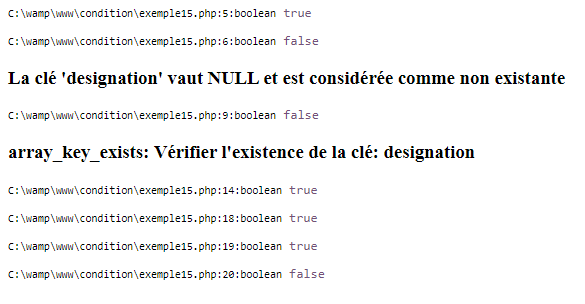 C:\wamp\www\condition\exemple15.php:5:boolean true
C:\wamp\www\condition\exemple15.php:6:boolean false
La clé 'designation' vaut NULL et est considérée comme non existante
C:\wamp\www\condition\exemple15.php:9:boolean false
array_key_exists: Vérifier l'existence de la clé: designation
C:\wamp\www\condition\exemple15.php:14:boolean true
C:\wamp\www\condition\exemple15.php:18:boolean true
C:\wamp\www\condition\exemple15.php:19:boolean true
C:\wamp\www\condition\exemple15.php:20:boolean false